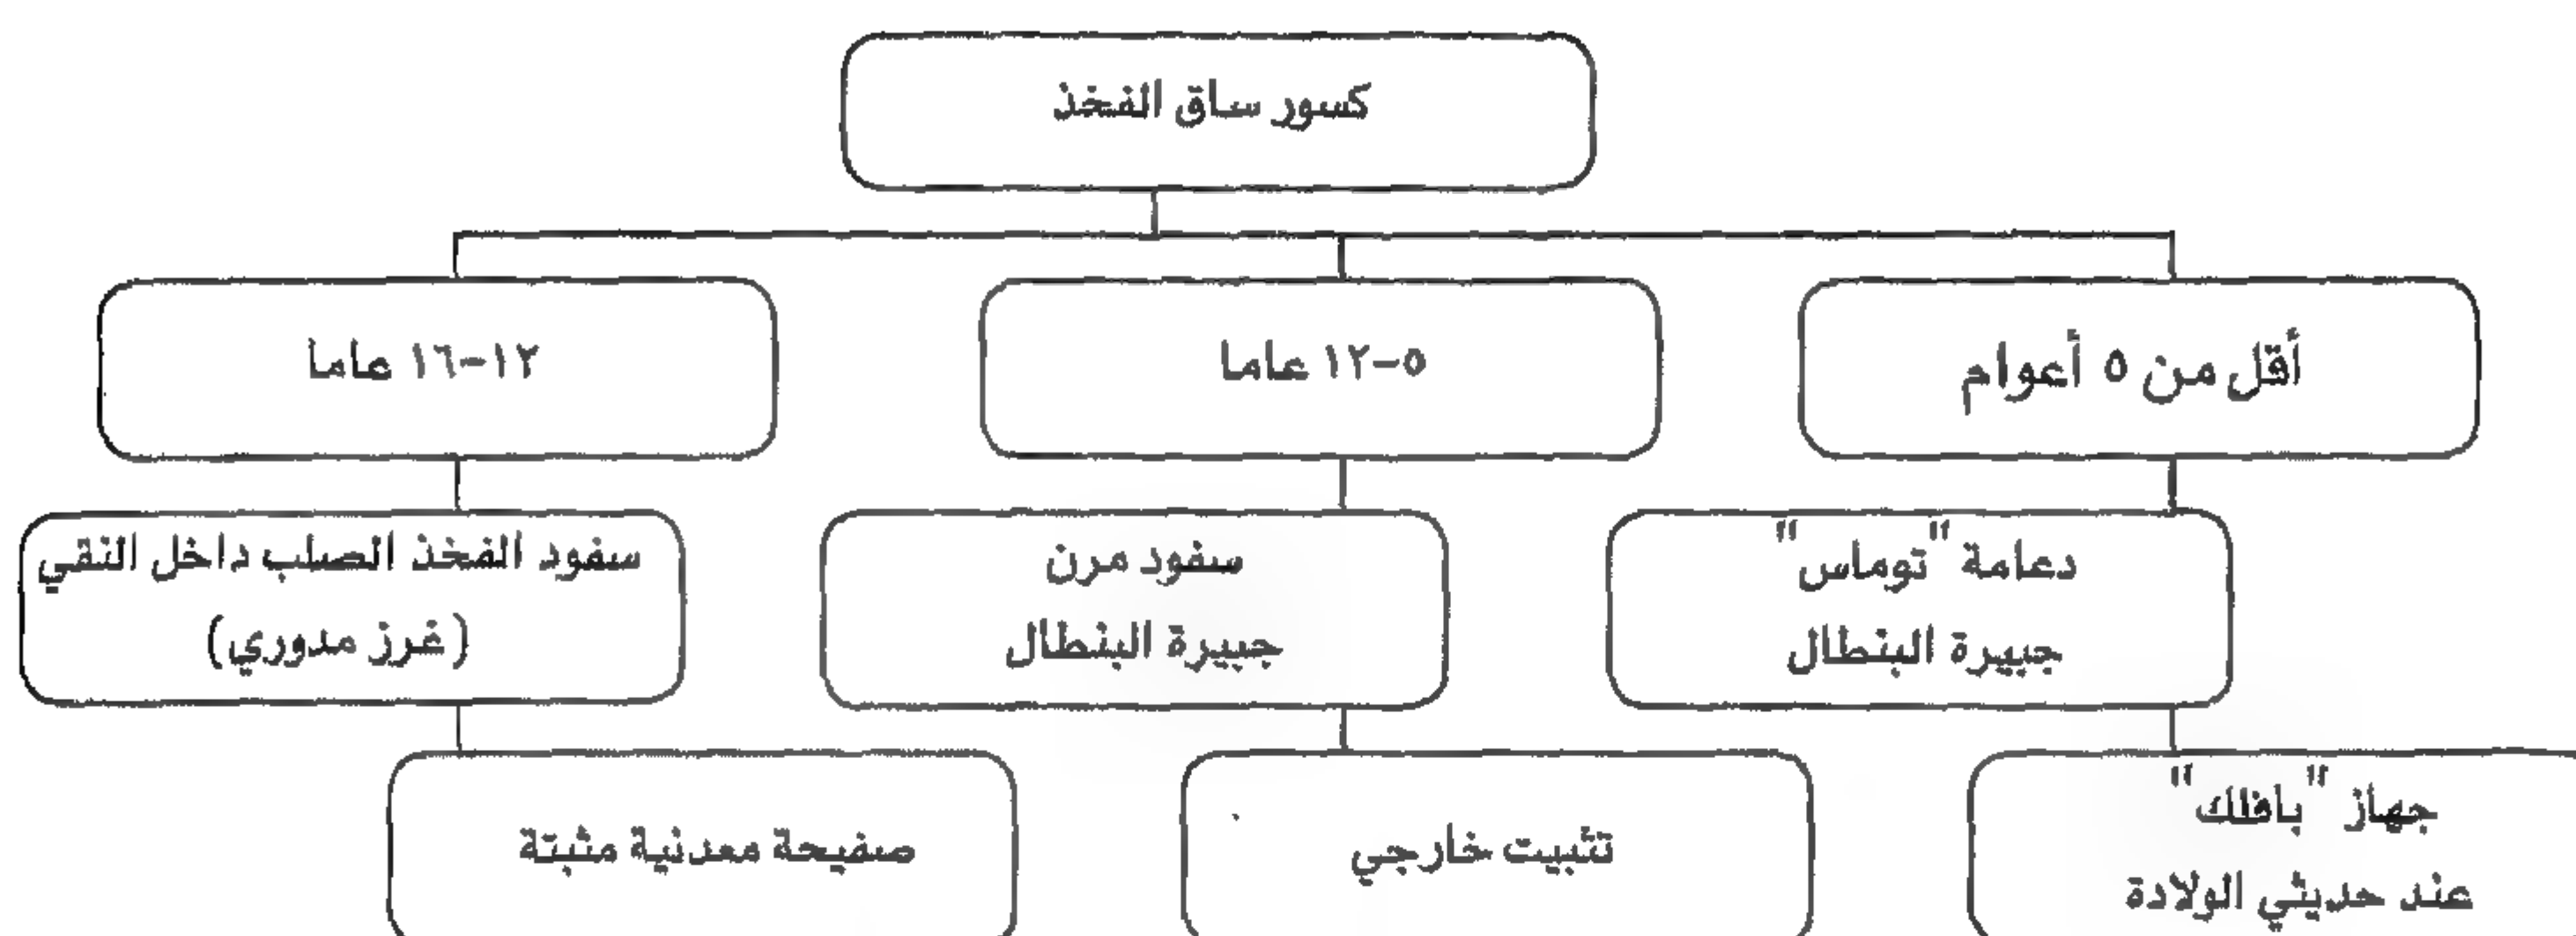 كسور ساق الفخذ
أقل من ٥ أعوام
٥-١٢ عاما
١٢-١٦ عاما
دعامة "توماس"
جبيرة البنطال
سفود مرن
جبيرة البنطال
سفود الفخذ الصلب داخل النقي
(غرز مدوري)
جهاز "بافلك"
عند حديثي الولادة
تثبيت خارجي
صفيحة معدنية مثبتة